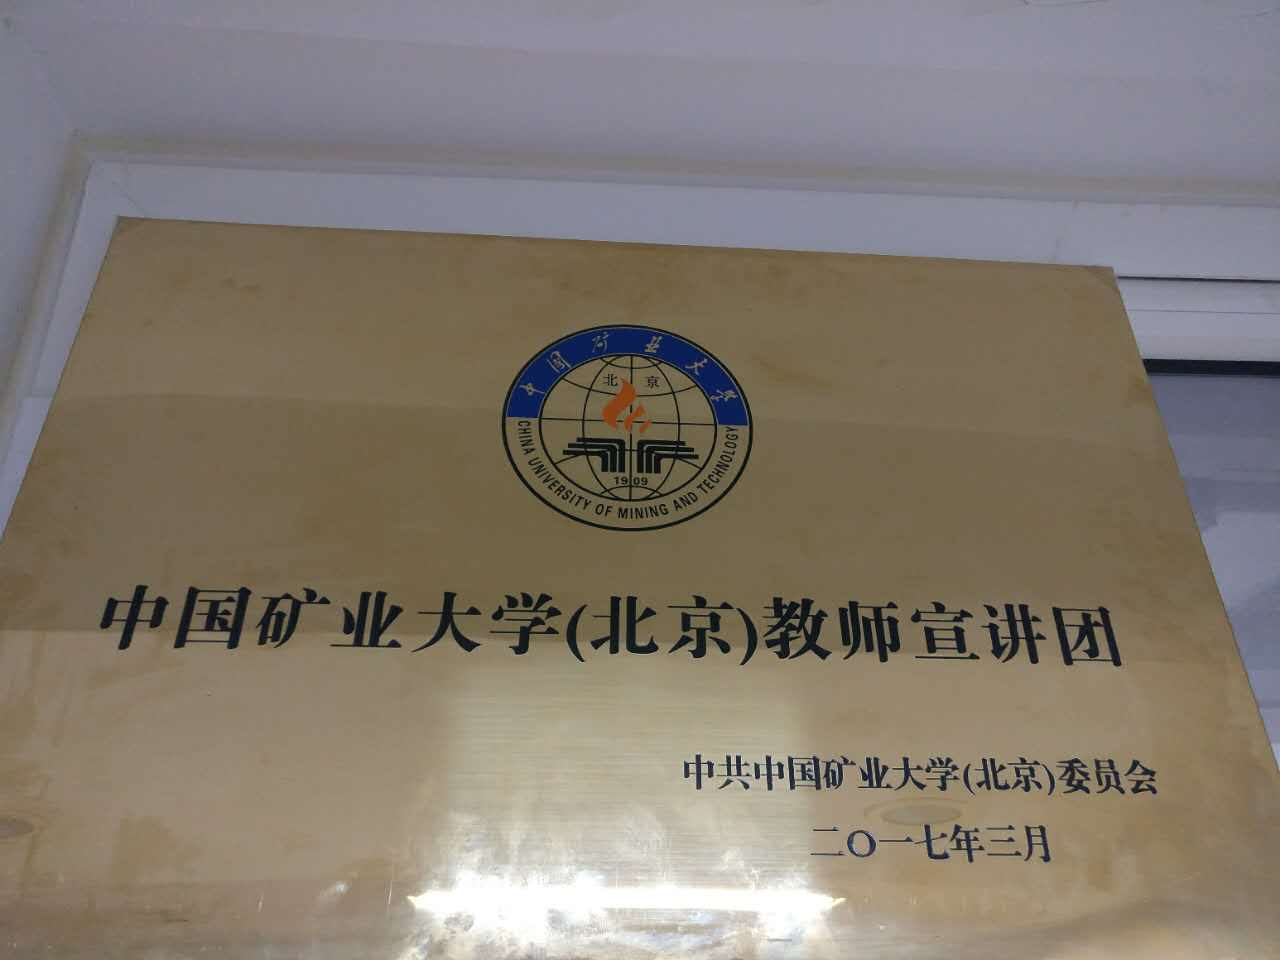 中国矿业大学
北京
1909
CHINA UNIVERSITY OF MINING AND TECHNOLOGY
中国矿业大学(北京)教师宣讲团
中共中国矿业大学(北京)委员会
二〇一七年三月